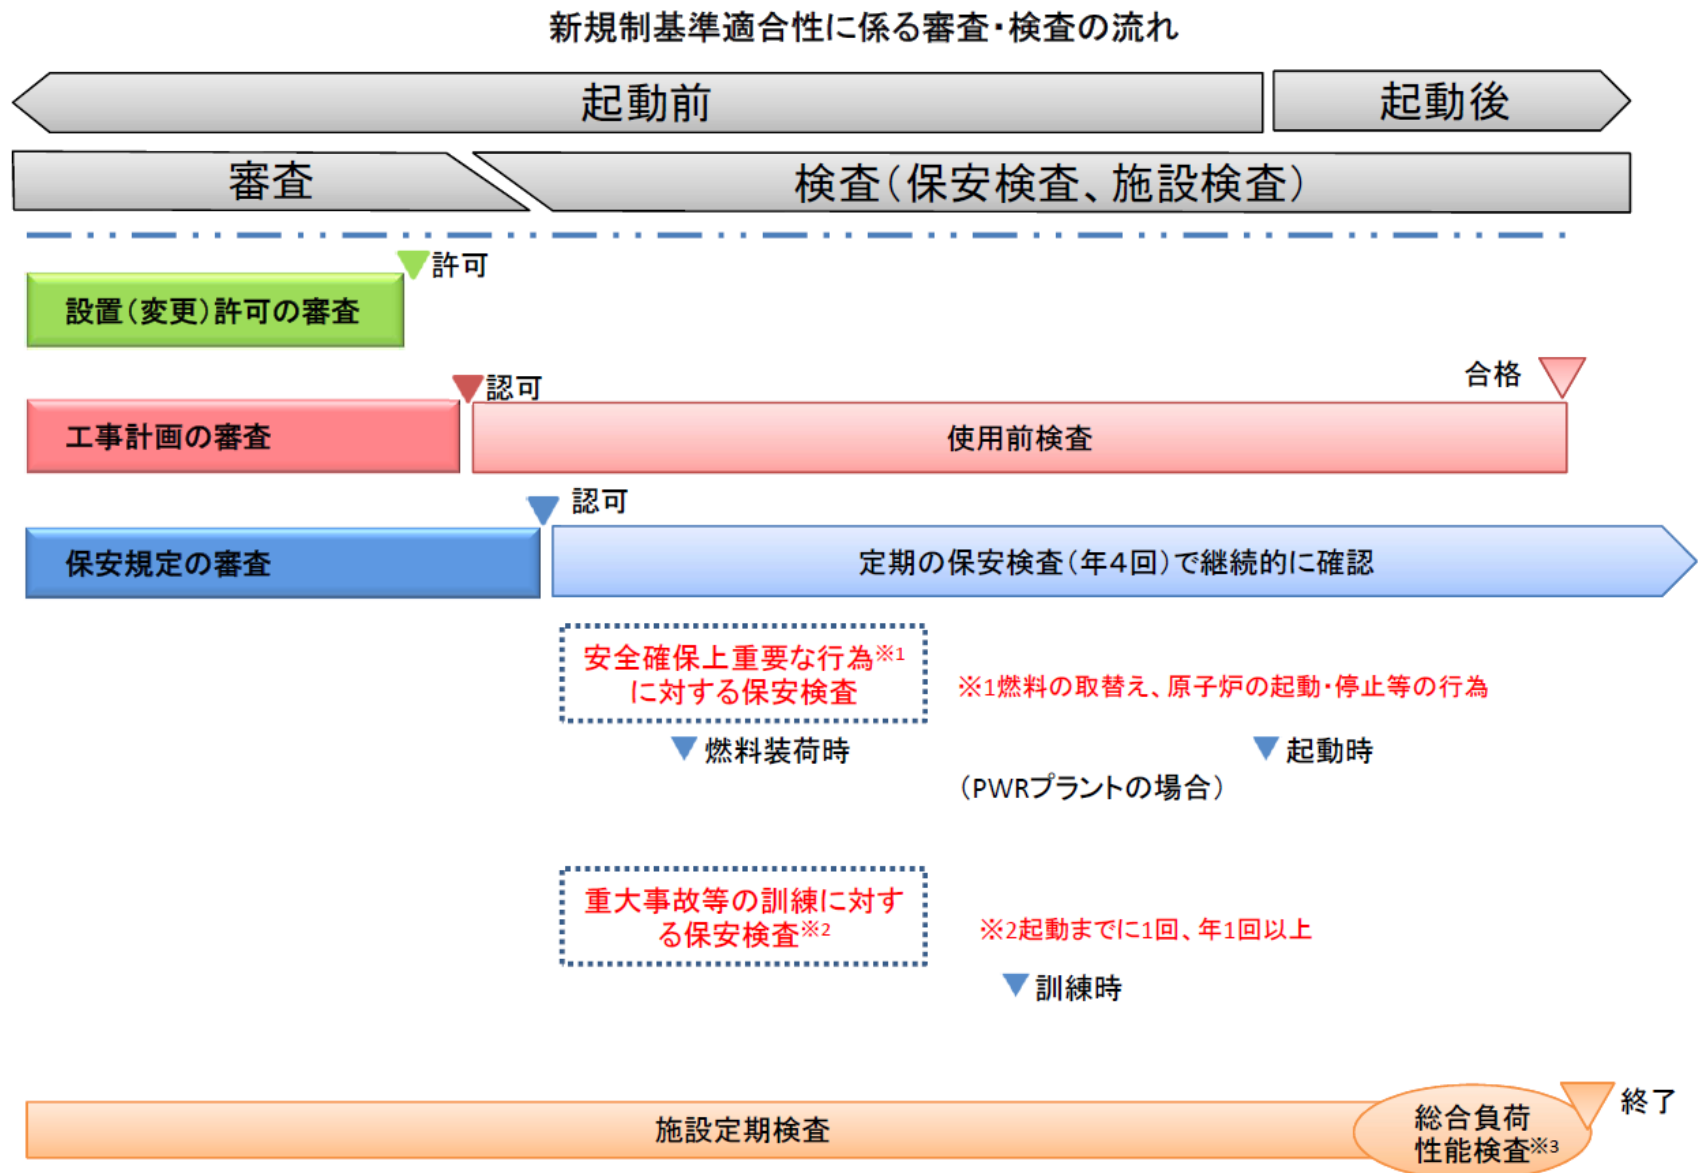 新規制基準適合性に係る審査・検査の流れ
起動前
起動後
審査
検査(保安検査、施設検査)
許可
設置(変更)許可の審査
合格
認可
工事計画の審査
使用前検査
認可
保安規定の審査
定期の保安検査(年4回)で継続的に確認
安全確保上重要な行為※1
に対する保安検査
※1燃料の取替え、原子炉の起動・停止等の行為
燃料装荷時
起動時
(PWRプラントの場合)
重大事故等の訓練に対す
る保安検査※2
※2起動までに1回、年1回以上
訓練時
終了
施設定期検査
総合負荷
性能検査※3